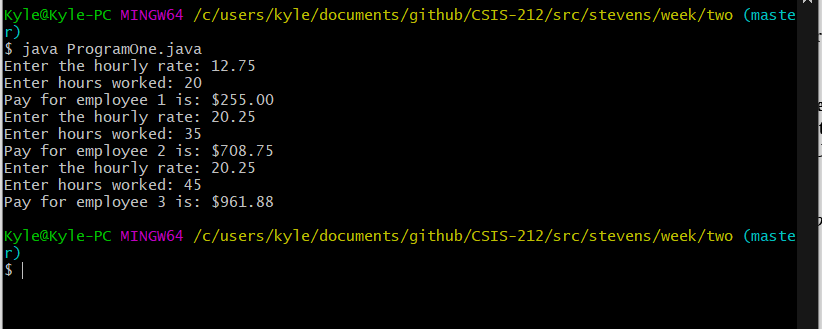 Kyle@Kyle-PC MINGW64 /c/users/kyle/documents/github/CSIS-212/src/stevens/week/two (maste
r)
$ java ProgramOne.java
Enter the hourly rate: 12.75
Enter hours worked: 20
Pay for employee 1 is: $255.00
Enter the hourly rate: 20.25
Enter hours worked: 35
Pay for employee 2 is: $708.75
Enter the hourly rate: 20.25
Enter hours worked: 45
Pay for employee 3 is: $961.88
Kyle@Kyle-PC MINGW64 /c/users/kyle/documents/github/CSIS-212/src/stevens/week/two (maste
r)
$